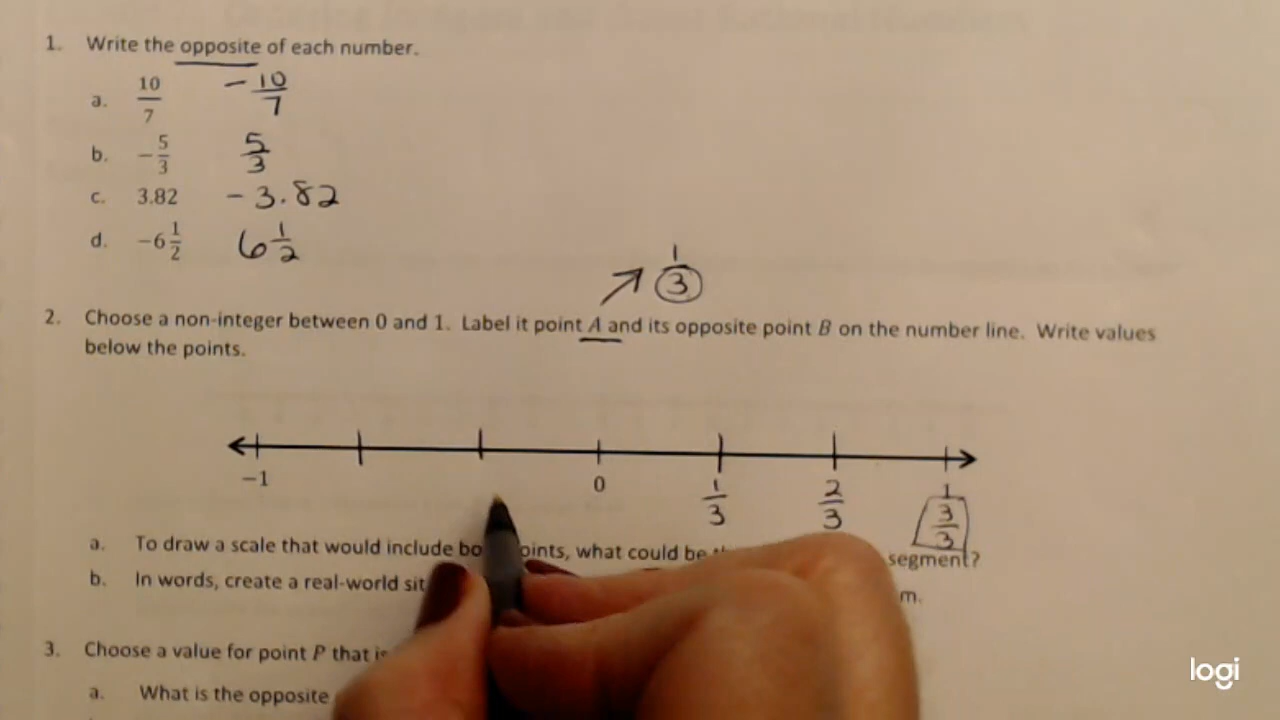 1. Write the opposite of each number.
a. 10/7 - 10/7
b. -5/3 5/3
c. 3.82 - 3.82
d. -6 1/2 6 1/2
1/3
2. Choose a non-integer between 0 and 1. Label it point A and its opposite point B on the number line. Write values
below the points.
-1 0 1/3 2/3 1 3/3
a. To draw a scale that would include bo oints, what could be segment?
b. In words, create a real-world sit m.
3. Choose a value for point P that is
a. What is the opposite
logi